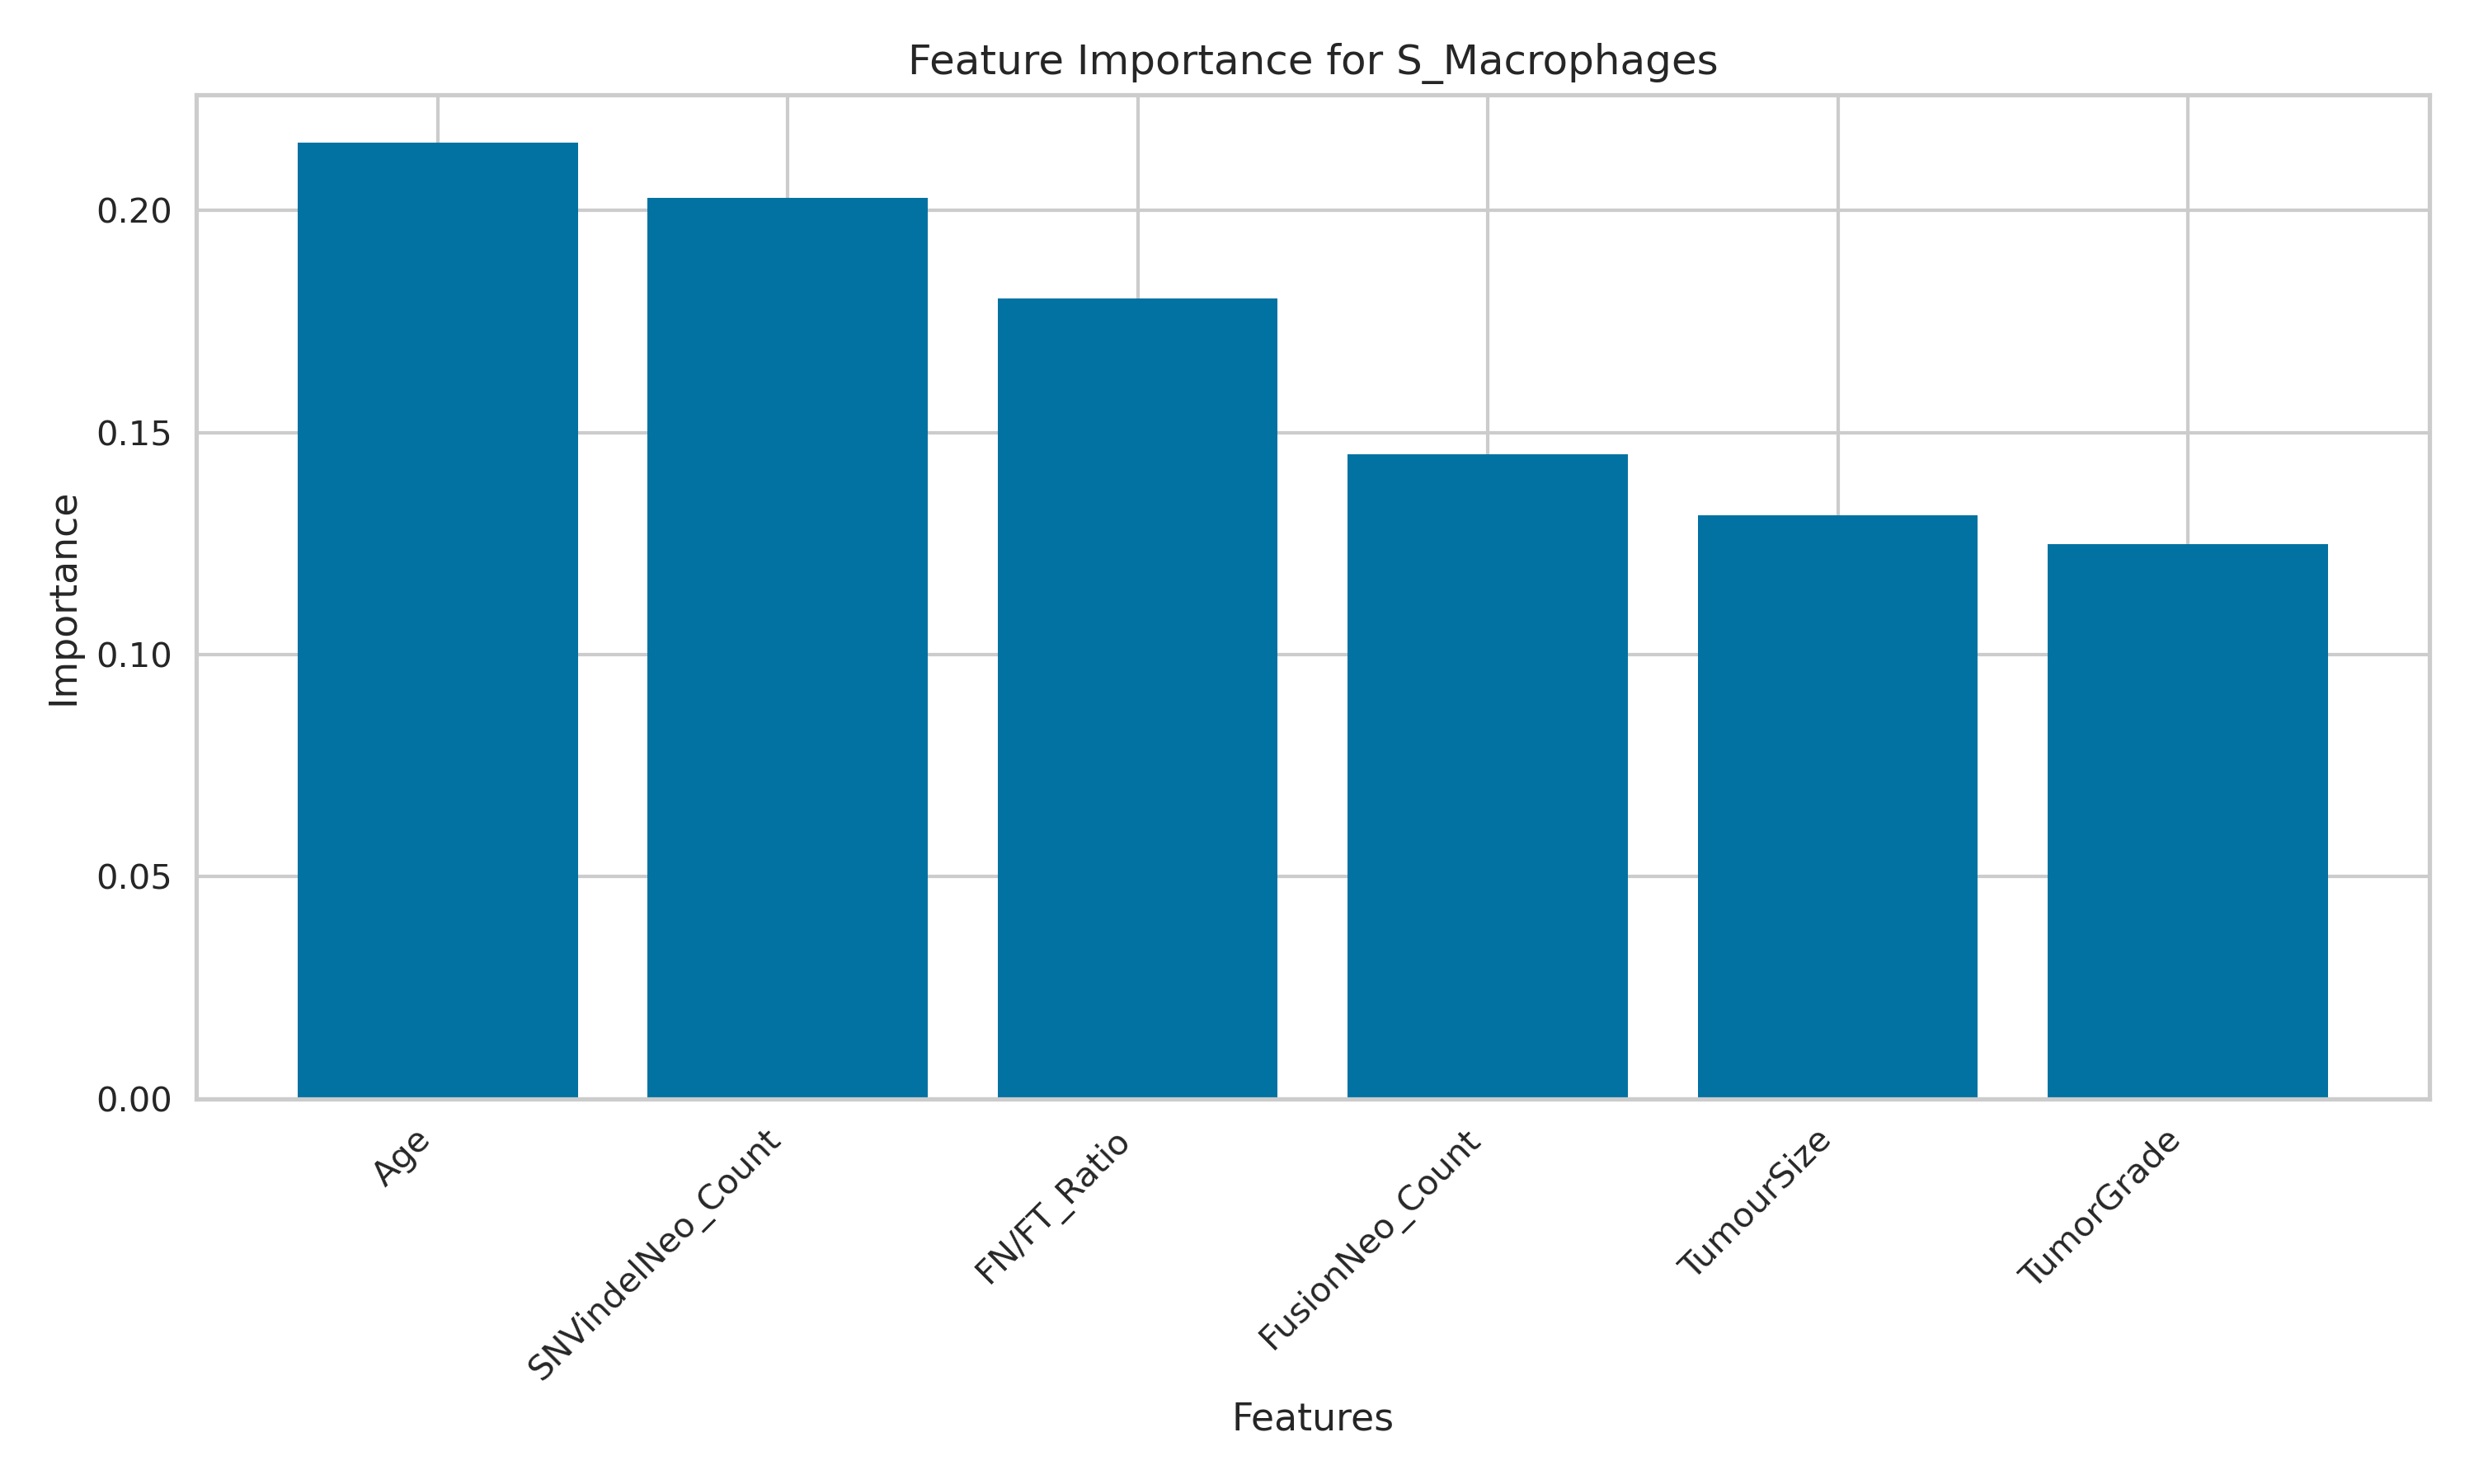 Feature Importance for S_Macrophages
Importance
0.20
0.15
0.10
0.05
0.00
Age
SNVindelNeo_Count
FN/FT_Ratio
FusionNeo_Count
TumourSize
TumorGrade
Features